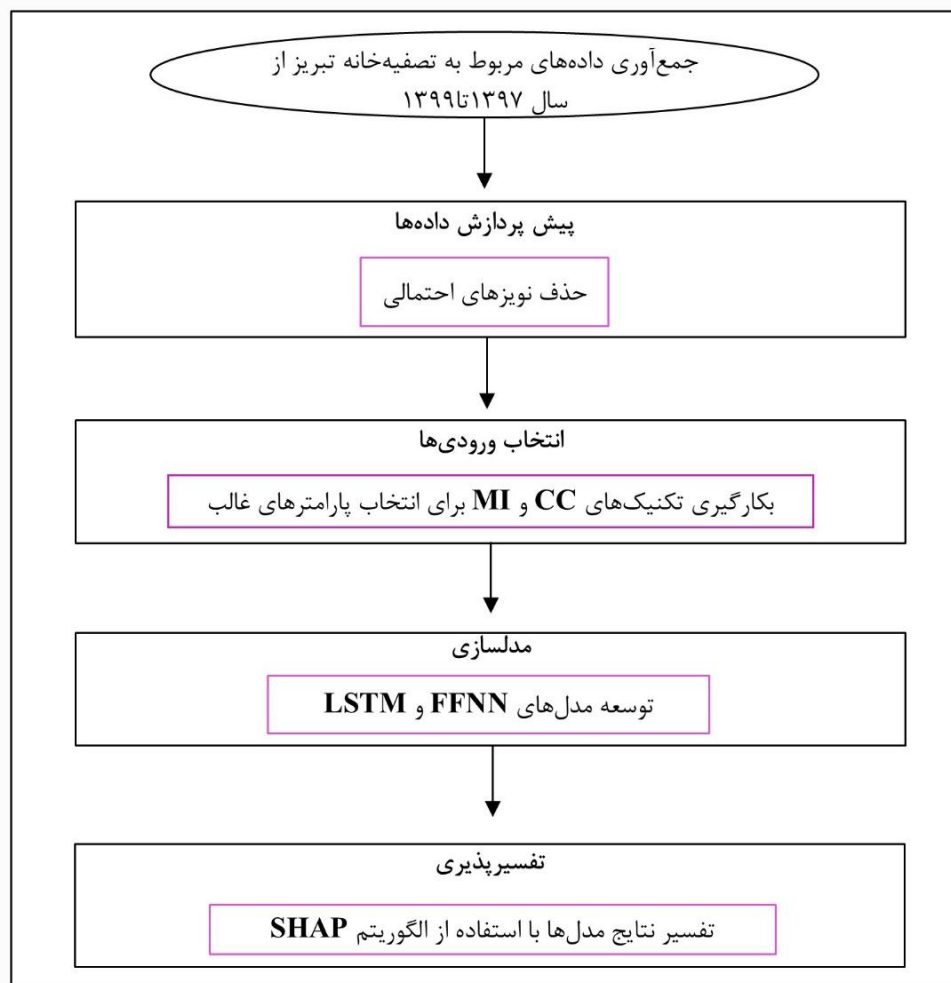 جمع‌آوری داده‌های مربوط به تصفیه‌خانه تبریز از
سال ۱۳۹۷تا۱۳۹۹
پیش پردازش داده‌ها
حذف نویزهای احتمالی
انتخاب ورودی‌ها
بکارگیری تکنیک‌های CC و MI برای انتخاب پارامترهای غالب
مدلسازی
توسعه مدل‌های FFNN و LSTM
تفسیرپذیری
تفسیر نتایج مدل‌ها با استفاده از الگوریتم SHAP